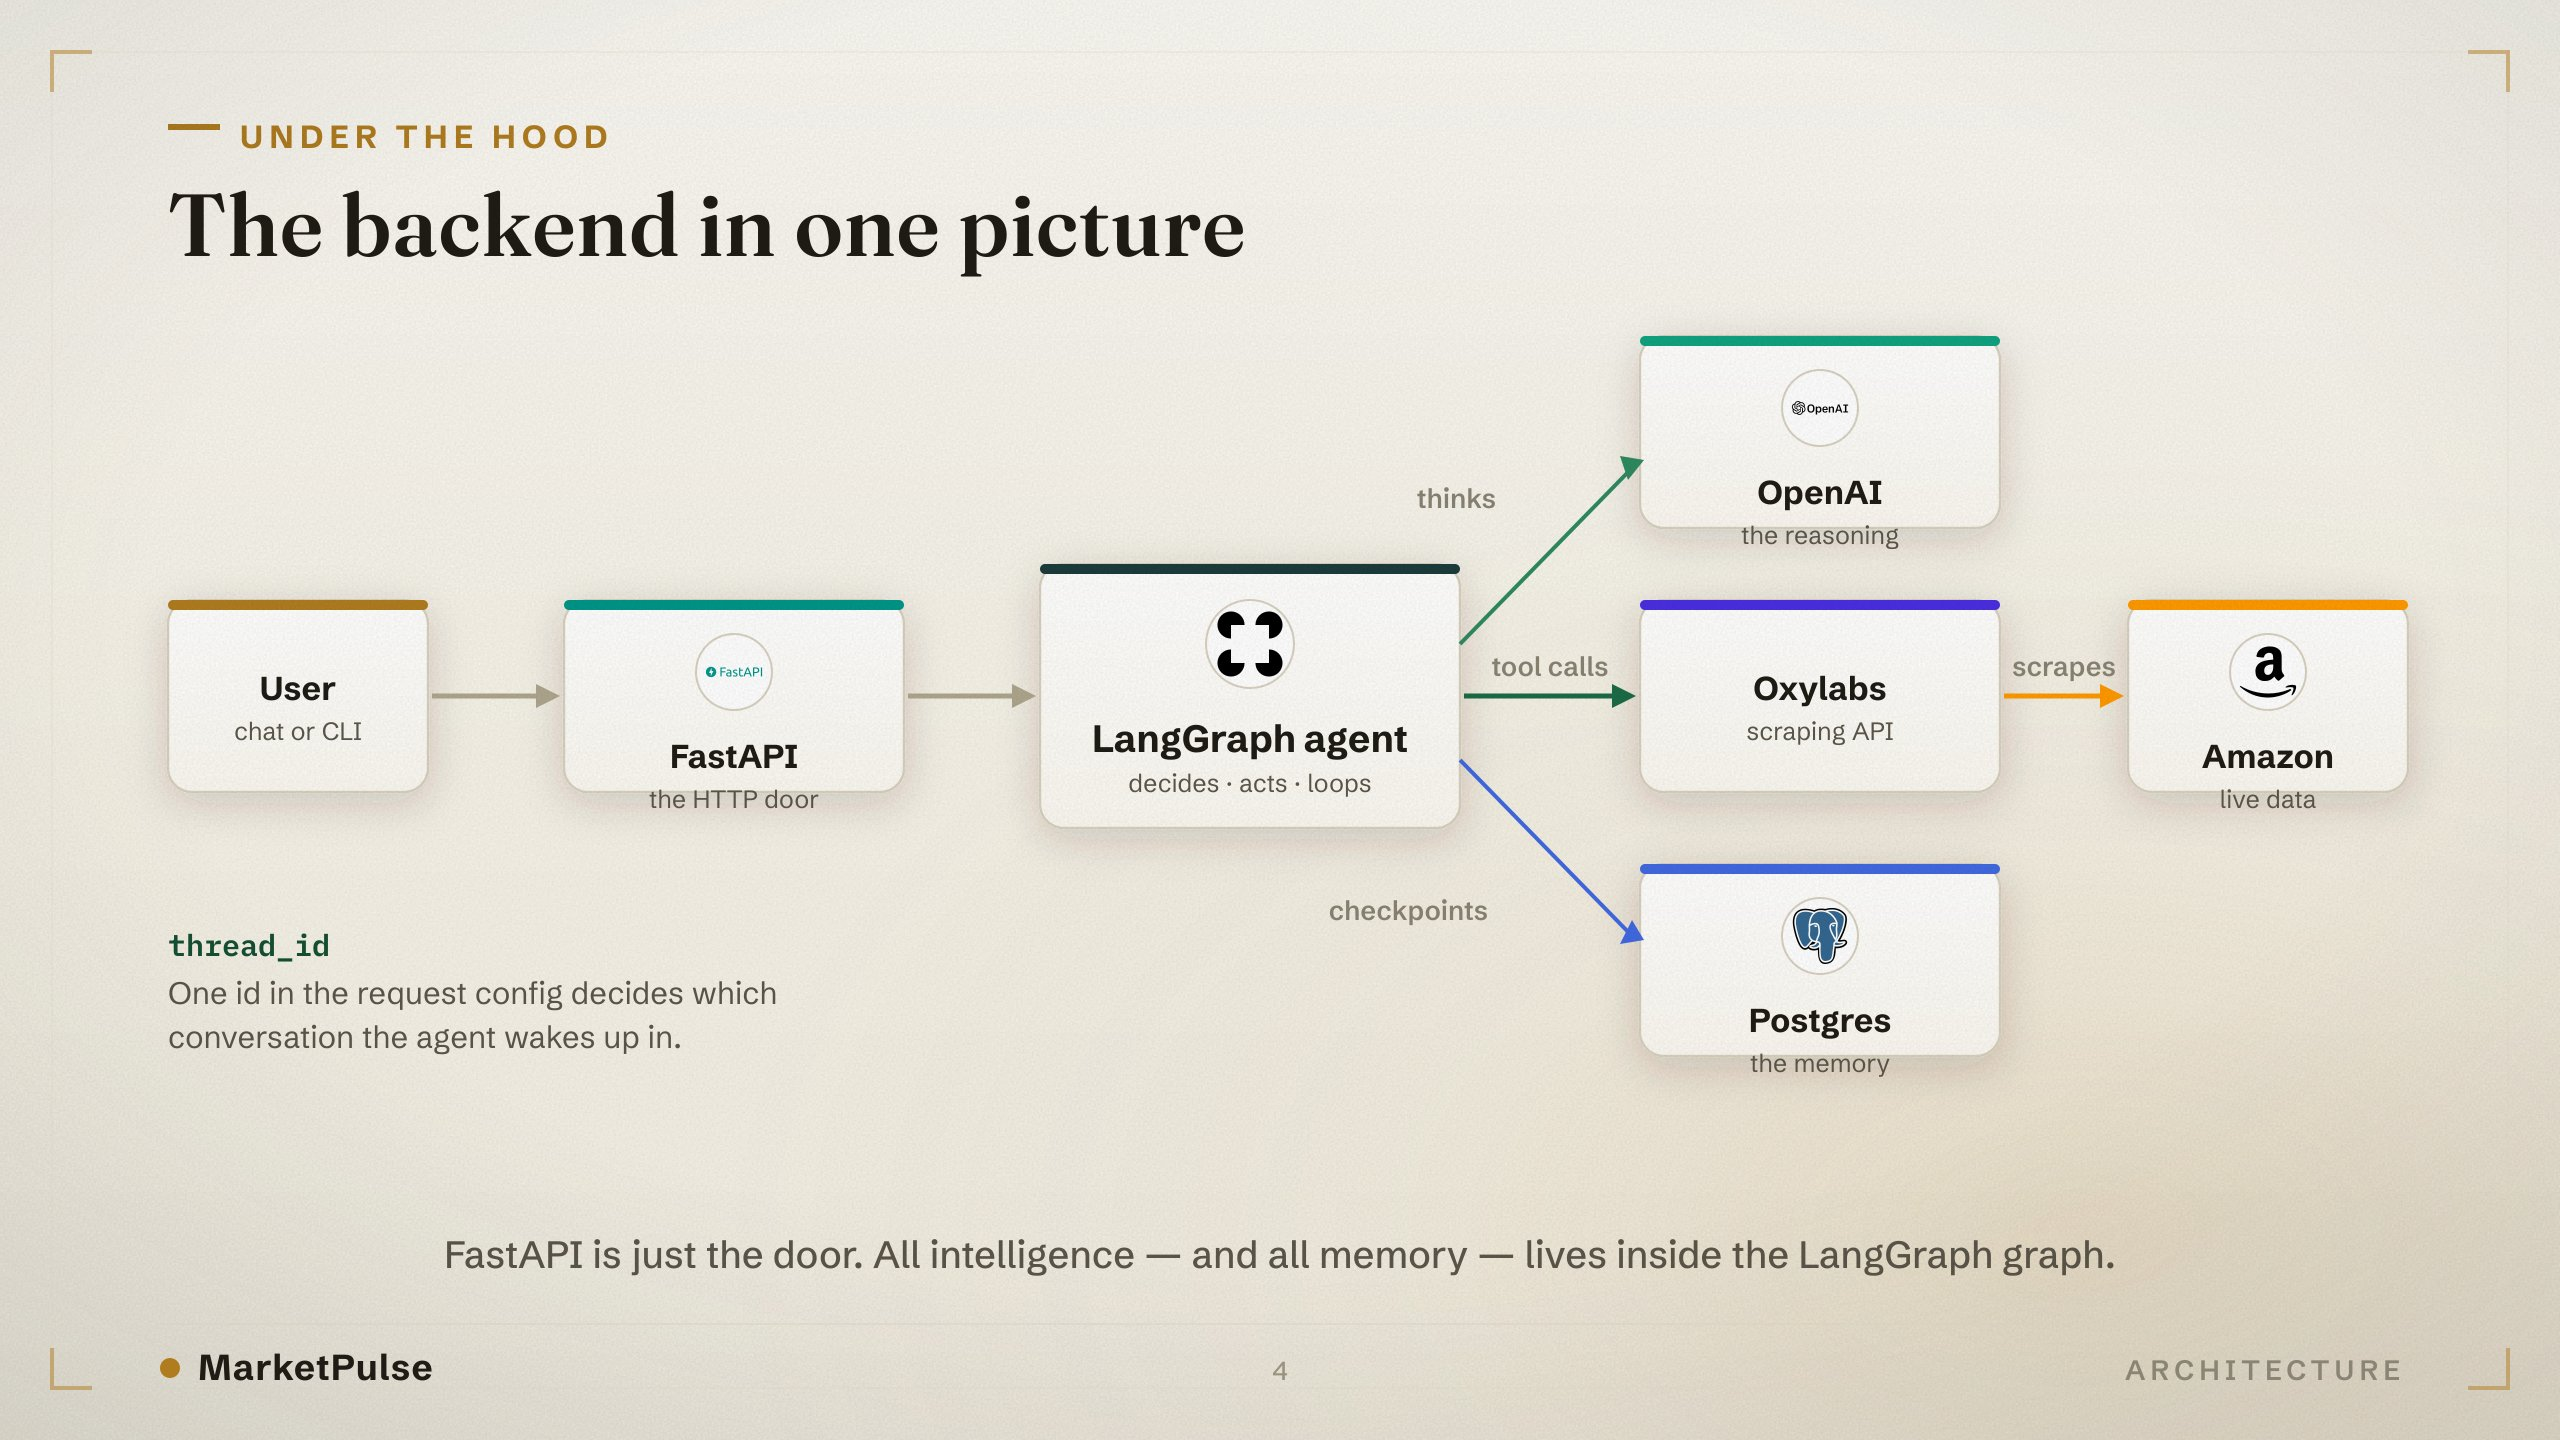 UNDER THE HOOD
The backend in one picture
OpenAI
OpenAI
the reasoning
thinks
User
chat or CLI
FastAPI
FastAPI
the HTTP door
LangGraph agent
decides · acts · loops
tool calls
Oxylabs
scraping API
scrapes
a
Amazon
live data
checkpoints
Postgres
the memory
thread_id
One id in the request config decides which
conversation the agent wakes up in.
FastAPI is just the door. All intelligence — and all memory — lives inside the LangGraph graph.
MarketPulse
4
ARCHITECTURE